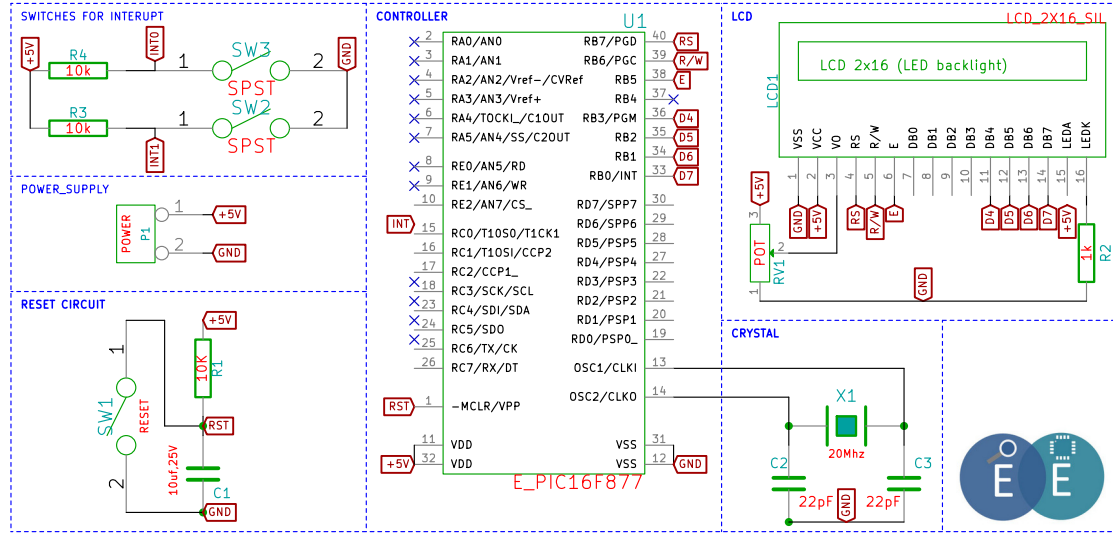 SWITCHES FOR INTERUPT
+5V
R4
10k
INT0
1
SW3
SPST
2
GND
R3
10k
INT1
1
SW2
SPST
2
POWER_SUPPLY
POWER
P1
1
+5V
2
GND
RESET CIRCUIT
1
SW1
RESET
2
+5V
10K
R1
RST
10uf,25V
C1
GND
CONTROLLER
U1
2 RA0/AN0
3 RA1/AN1
4 RA2/AN2/Vref-/CVRef
5 RA3/AN3/Vref+
6 RA4/TOCKI_/C1OUT
7 RA5/AN4/SS/C2OUT
8 RE0/AN5/RD
9 RE1/AN6/WR
10 RE2/AN7/CS_
INT
15 RC0/T1OSO/T1CK1
16 RC1/T1OSI/CCP2
17 RC2/CCP1_
18 RC3/SCK/SCL
23 RC4/SDI/SDA
24 RC5/SDO
25 RC6/TX/CK
26 RC7/RX/DT
RST 1 -MCLR/VPP
11 VDD
+5V 32 VDD
RB7/PGD 40 RS
RB6/PGC 39 R/W
RB5 38 E
RB4 37
RB3/PGM 36 D4
RB2 35 D5
RB1 34 D6
RB0/INT 33 D7
RD7/SPP7 30
RD6/SPP6 29
RD5/PSP5 28
RD4/PSP4 27
RD3/PSP3 22
RD2/PSP2 21
RD1/PSP1 20
RD0/PSP0_ 19
OSC1/CLKI 13
OSC2/CLKO 14
VSS 31
VSS 12 GND
E_PIC16F877
LCD
LCD_2X16_SIL
LCD 2x16 (LED backlight)
LCD1
VSS VCC VO RS R/W E DB0 DB1 DB2 DB3 DB4 DB5 DB6 DB7 LEDA LEDK
1 2 3 4 5 6 7 8 9 10 11 12 13 14 15 16
GND +5V RS R/W E D4 D5 D6 D7 +5V
+5V
3
POT
2
RV1
1
GND
1k
R2
CRYSTAL
X1
20Mhz
C2
22pF
GND
C3
22pF
E E